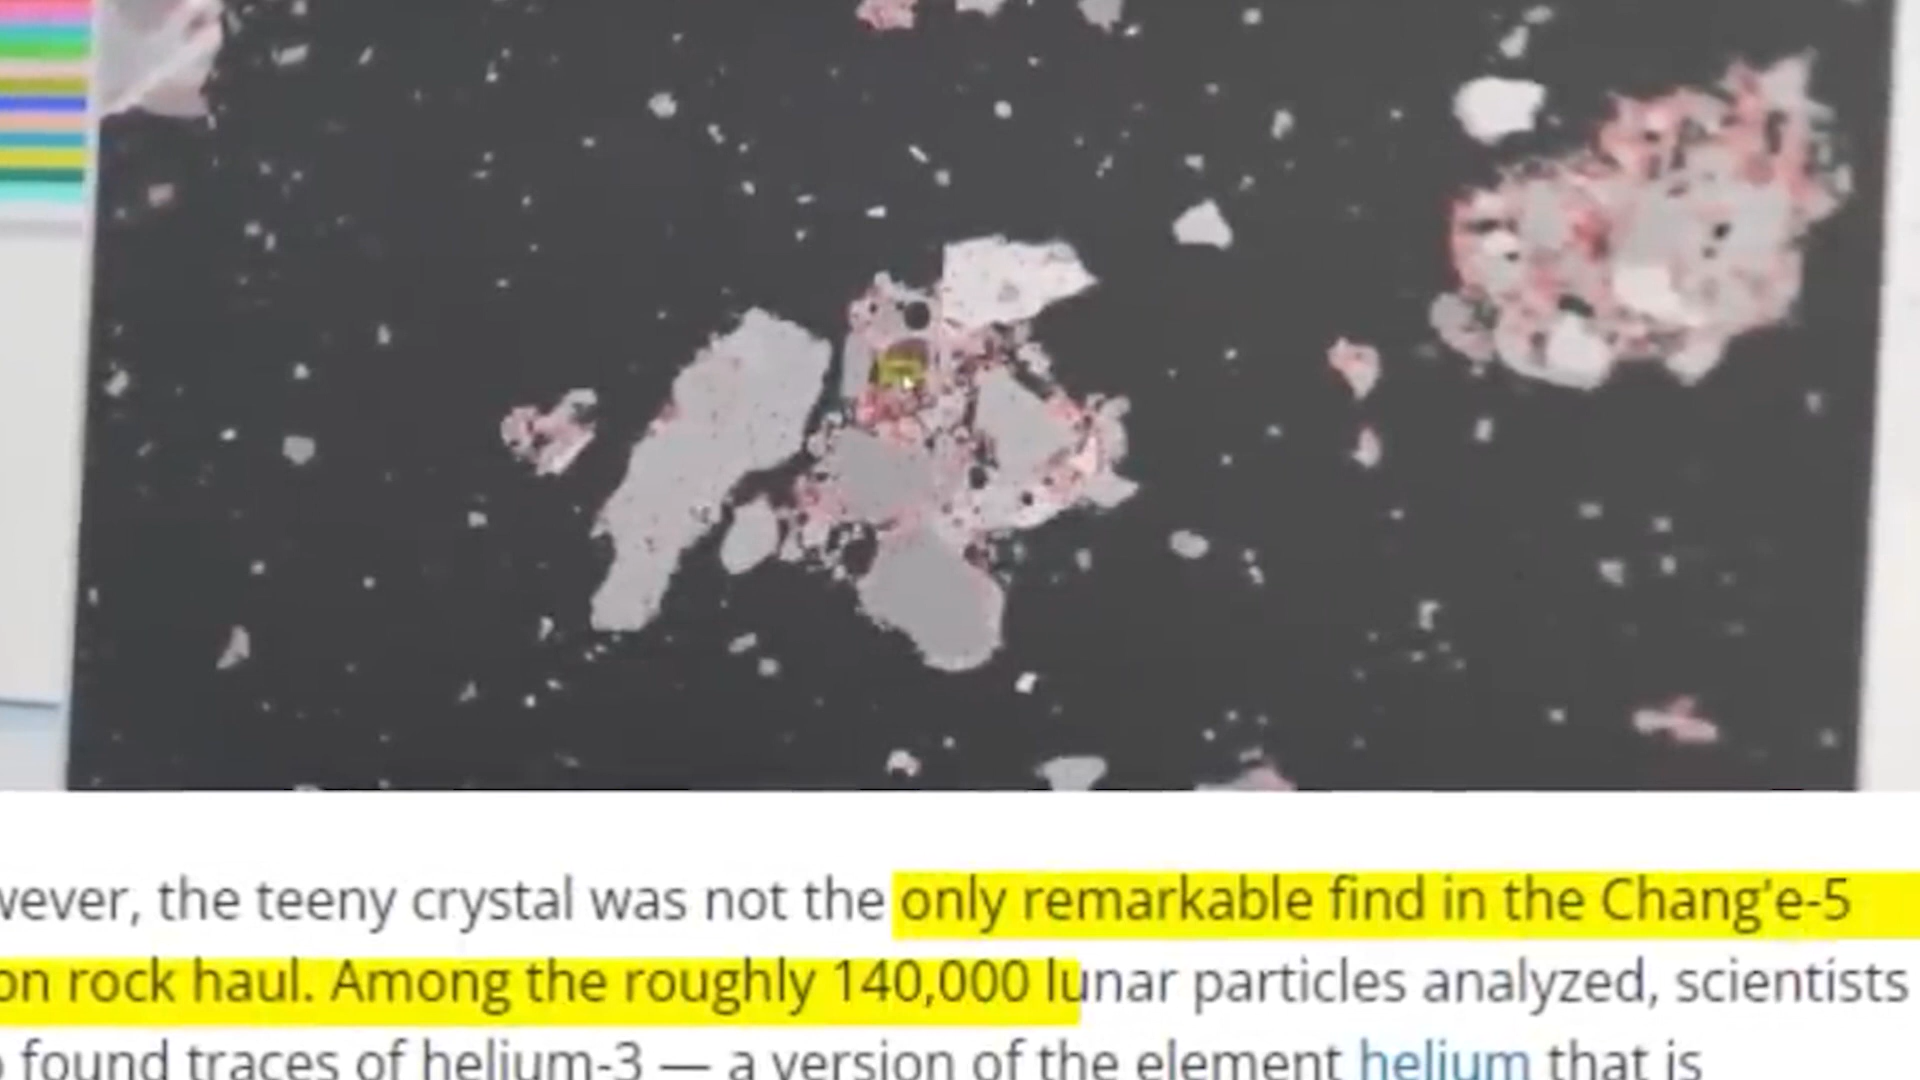 wever, the teeny crystal was not the only remarkable find in the Chang'e-5
on rock haul. Among the roughly 140,000 lunar particles analyzed, scientists
found traces of helium-3 — a version of the element helium that is